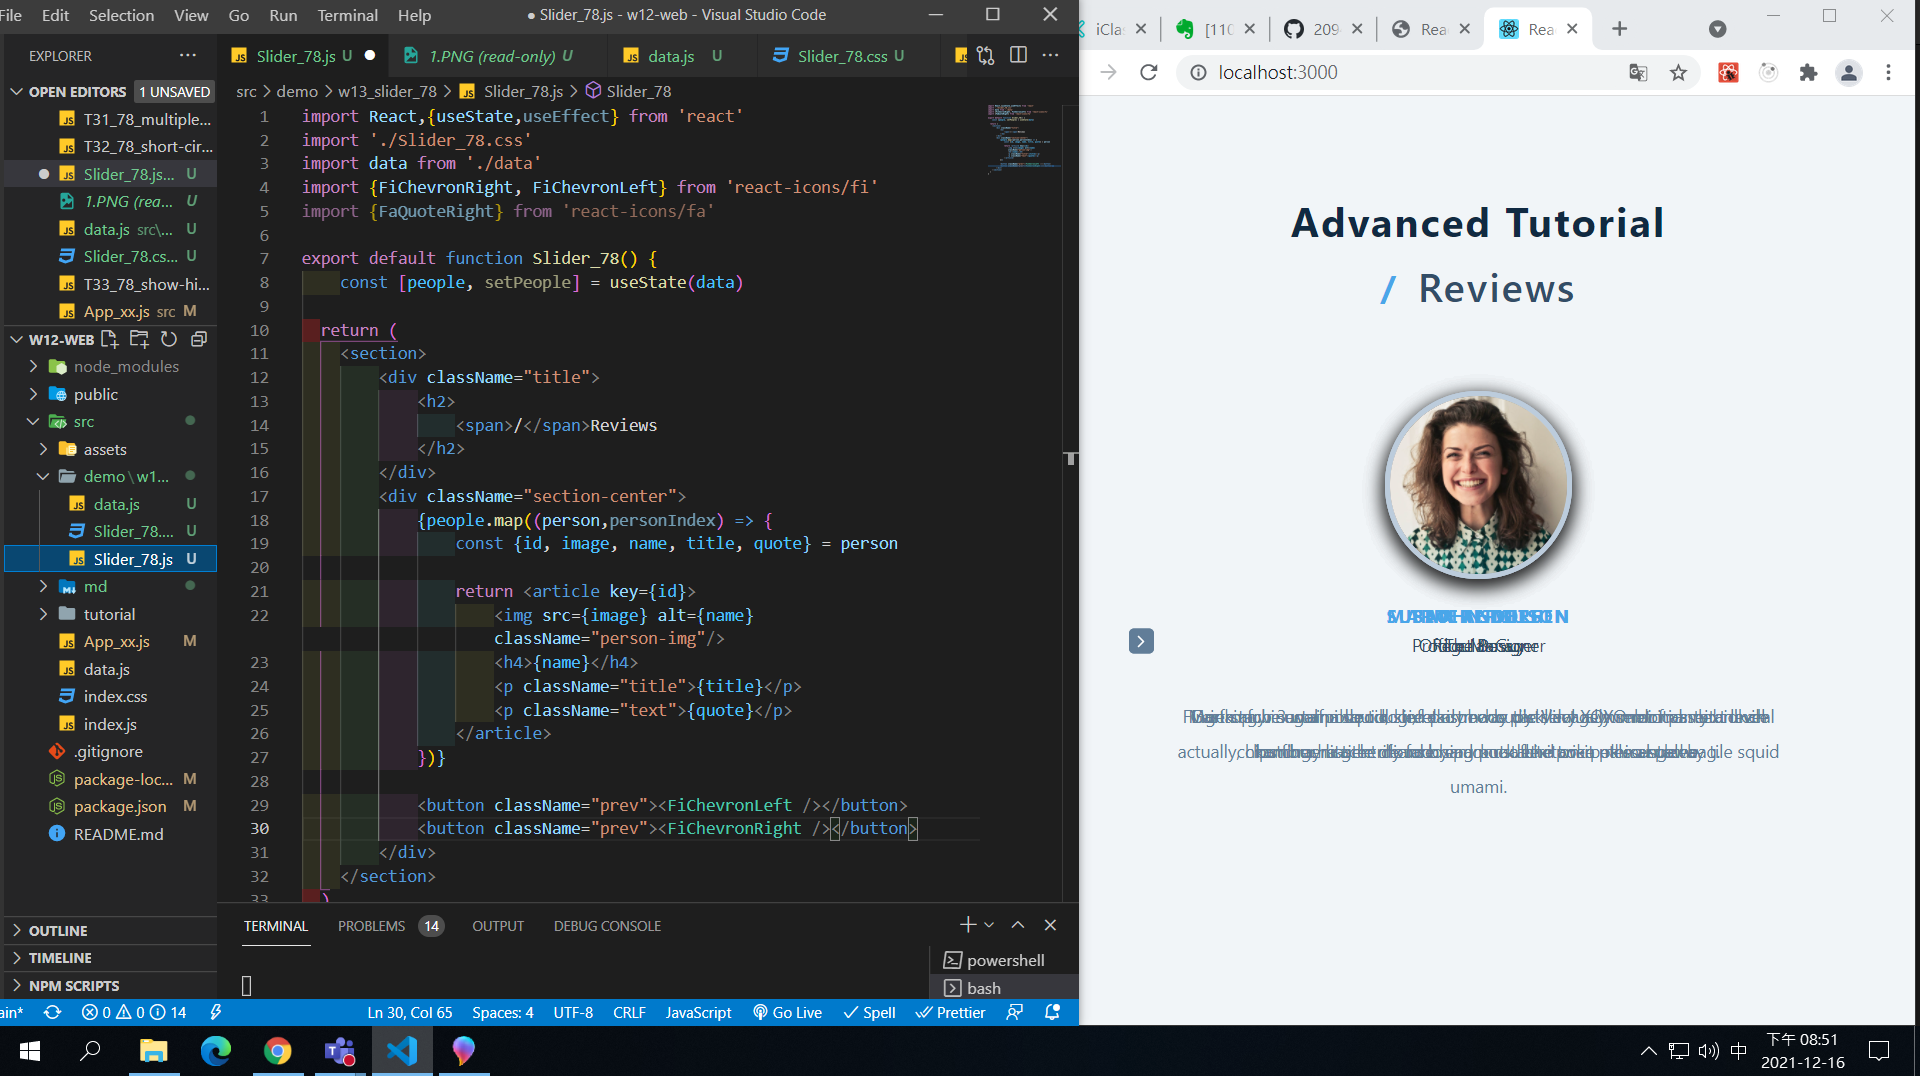 File Edit Selection View Go Run Terminal Help
● Slider_78.js - w12-web - Visual Studio Code
EXPLORER
OPEN EDITORS 1 UNSAVED
T31_78_multiple...
T32_78_short-cir...
Slider_78.js... U
1.PNG (rea... U
data.js src\... U
Slider_78.cs... U
T33_78_show-hi...
App_xx.js src M
W12-WEB
node_modules
public
src
assets
demo \ w1...
data.js U
Slider_78.... U
Slider_78.js U
md
tutorial
App_xx.js M
data.js
index.css
index.js
.gitignore
package-loc... M
package.json M
README.md
OUTLINE
TIMELINE
NPM SCRIPTS
Slider_78.js U
1.PNG (read-only) U
data.js U
Slider_78.css U
src > demo > w13_slider_78 > Slider_78.js > Slider_78
1 import React,{useState,useEffect} from 'react'
2 import './Slider_78.css'
3 import data from './data'
4 import {FiChevronRight, FiChevronLeft} from 'react-icons/fi'
5 import {FaQuoteRight} from 'react-icons/fa'
6
7 export default function Slider_78() {
8 const [people, setPeople] = useState(data)
9
10 return (
11 <section>
12 <div className="title">
13 <h2>
14 <span>/</span>Reviews
15 </h2>
16 </div>
17 <div className="section-center">
18 {people.map((person,personIndex) => {
19 const {id, image, name, title, quote} = person
20
21 return <article key={id}>
22 <img src={image} alt={name}
className="person-img"/>
23 <h4>{name}</h4>
24 <p className="title">{title}</p>
25 <p className="text">{quote}</p>
26 </article>
27 })}
28
29 <button className="prev"><FiChevronLeft /></button>
30 <button className="prev"><FiChevronRight /></button>
31 </div>
32 </section>
33 )
TERMINAL PROBLEMS 14 OUTPUT DEBUG CONSOLE
powershell
bash
ain* 0 0 14
Ln 30, Col 65 Spaces: 4 UTF-8 CRLF JavaScript Go Live Spell Prettier
iCla [110 209 Rea Rea
localhost:3000
Advanced Tutorial
/ Reviews
umami.
中
下午 08:51
2021-12-16